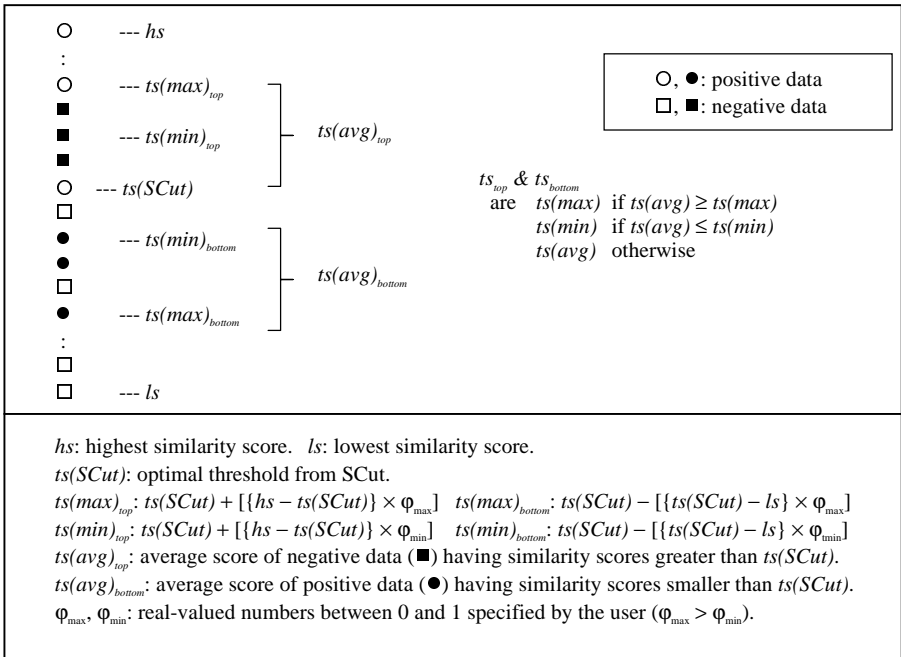 --- hs
:
--- ts(max)top
--- ts(min)top
ts(avg)top
--- ts(SCut)
--- ts(min)bottom
ts(avg)bottom
--- ts(max)bottom
:
--- ls
○, ●: positive data
□, ■: negative data
ts_top & ts_bottom
are ts(max) if ts(avg) ≥ ts(max)
ts(min) if ts(avg) ≤ ts(min)
ts(avg) otherwise
hs: highest similarity score. ls: lowest similarity score.
ts(SCut): optimal threshold from SCut.
ts(max)top: ts(SCut) + [{hs – ts(SCut)} × φmax] ts(max)bottom: ts(SCut) – [{ts(SCut) – ls} × φmax]
ts(min)top: ts(SCut) + [{hs – ts(SCut)} × φmin] ts(min)bottom: ts(SCut) – [{ts(SCut) – ls} × φtmin]
ts(avg)top: average score of negative data (■) having similarity scores greater than ts(SCut).
ts(avg)bottom: average score of positive data (●) having similarity scores smaller than ts(SCut).
φmax, φmin: real-valued numbers between 0 and 1 specified by the user (φmax > φmin).